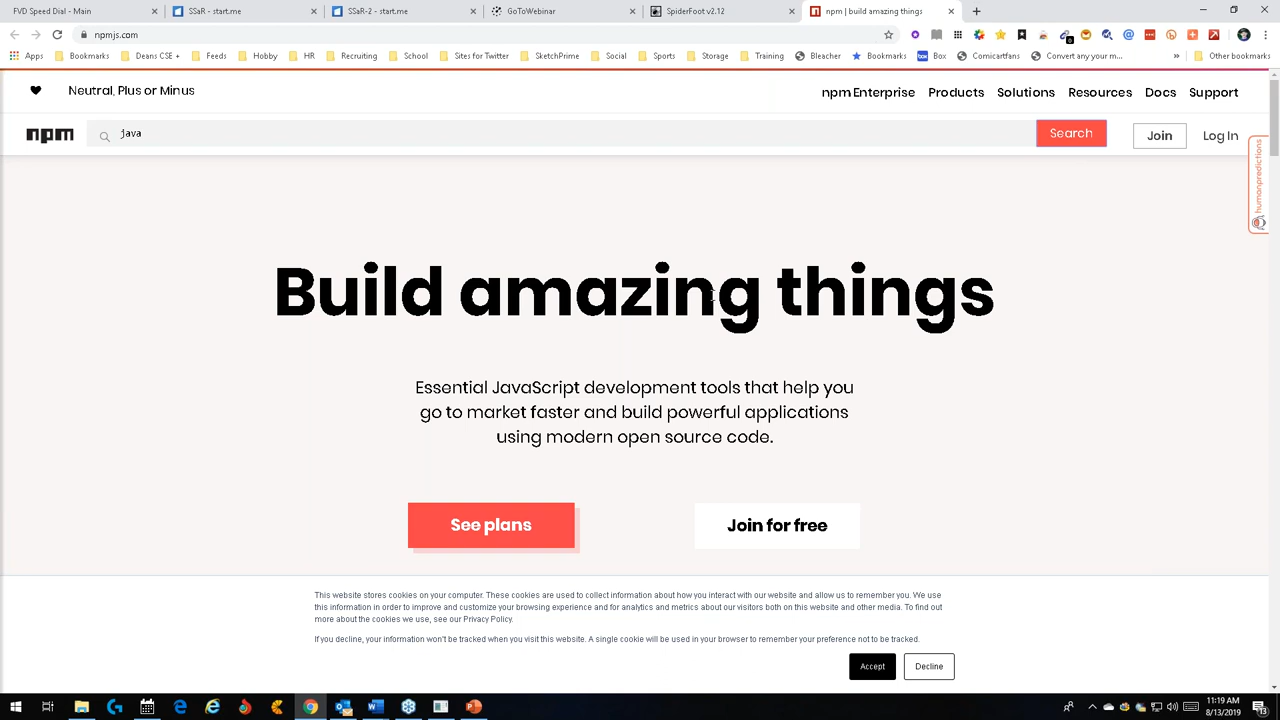 FVD Speed Dial - Main
SSaR - start.me
SSaR-2 - start.me
GoToWebinar
SpiderFoot v2.12
npm | build amazing things
npmjs.com
Apps
Bookmarks
Deans CSE +
Feeds
Hobby
HR
Recruiting
School
Sites for Twitter
SketchPrime
Social
Sports
Storage
Training
Bleacher
Bookmarks
Box
Comicartfans
Convert any your m...
»
Other bookmarks
Neutral, Plus or Minus
npm Enterprise
Products
Solutions
Resources
Docs
Support
npm
java
Search
Join
Log In
humanpredictions
Build amazing things
Essential JavaScript development tools that help you
go to market faster and build powerful applications
using modern open source code.
See plans
Join for free
This website stores cookies on your computer. These cookies are used to collect information about how you interact with our website and allow us to remember you. We use
this information in order to improve and customize your browsing experience and for analytics and metrics about our visitors both on this website and other media. To find out
more about the cookies we use, see our Privacy Policy.
If you decline, your information won't be tracked when you visit this website. A single cookie will be used in your browser to remember your preference not to be tracked.
Accept
Decline
11:19 AM
8/13/2019
13